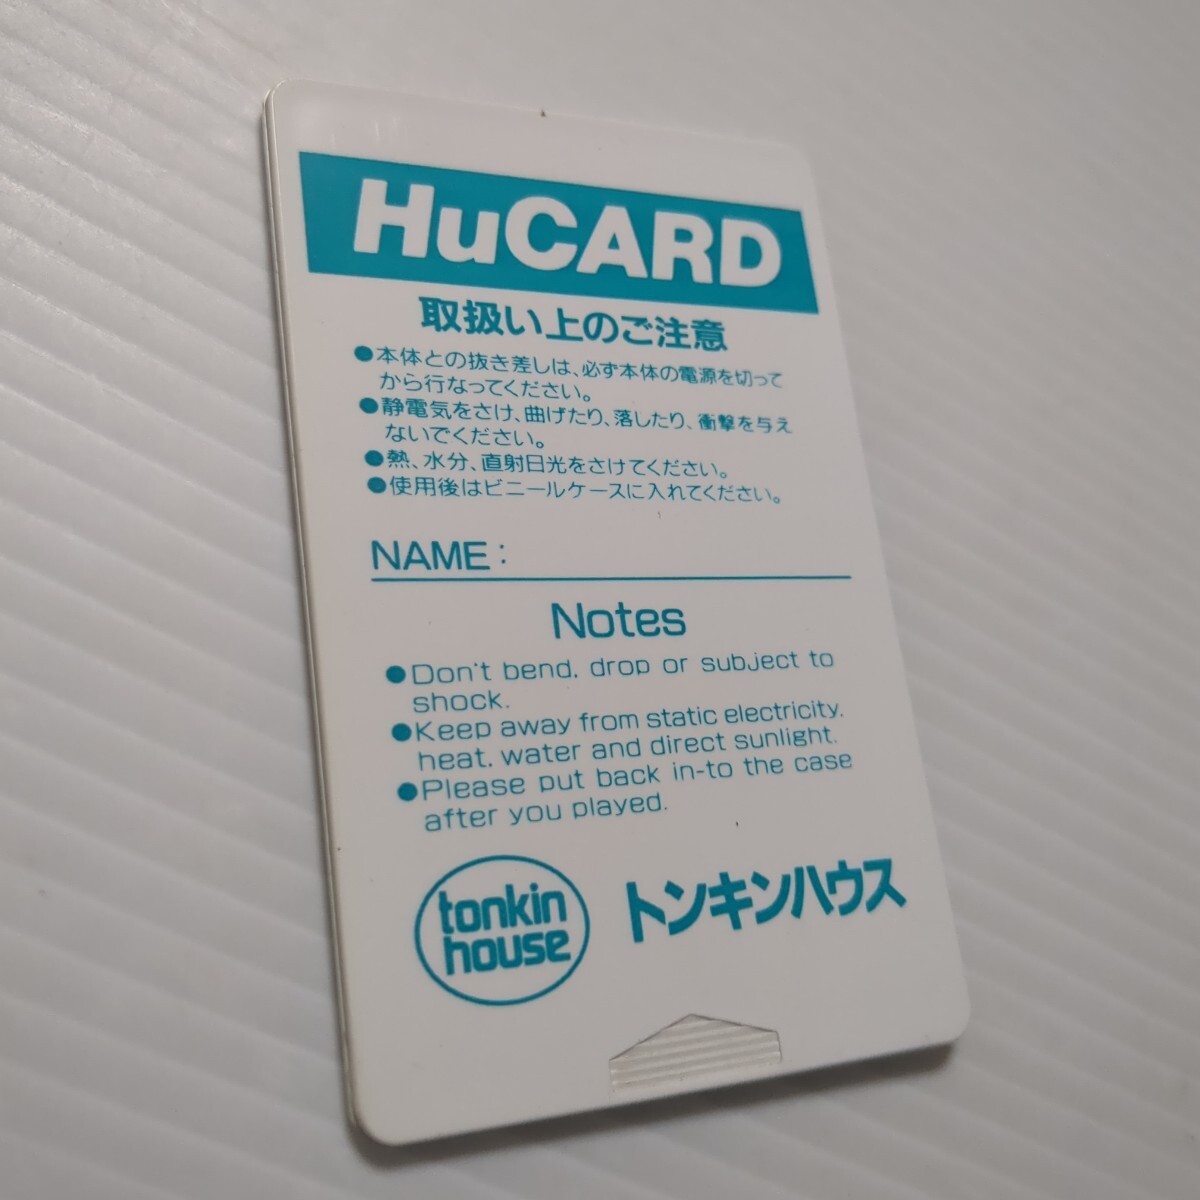 HuCARD
取扱い上のご注意
●本体との抜き差しは、必ず本体の電源を切って
から行なってください。
●静電気をさけ、曲げたり、落したり、衝撃を与え
ないでください。
●熱、水分、直射日光をさけてください。
●使用後はビニールケースに入れてください。
NAME:
Notes
●Don't bend, drop or subject to
shock.
●Keep away from static electricity,
heat, water and direct sunlight.
●Please put back in-to the case
after you played.
tonkin
house
トンキンハウス